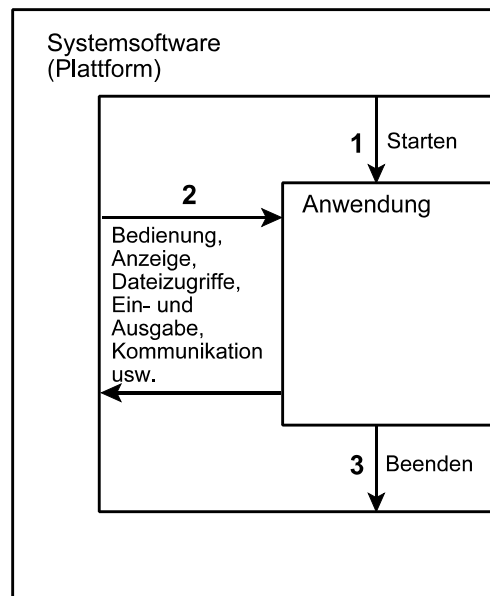 Systemsoftware
(Plattform)
1 Starten
2
Anwendung
Bedienung,
Anzeige,
Dateizugriffe,
Ein- und
Ausgabe,
Kommunikation
usw.
3 Beenden